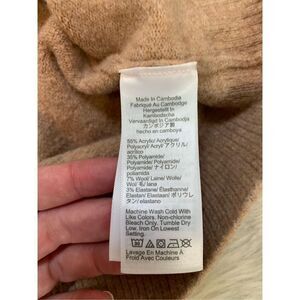 Made In Cambodia
Fabriqué Au Cambodge
Hergestellt In
Kambodscha
Vervaardigd In Cambodja
カンボジア製
hecho en camboya
55% Acrylic/ Acrylique/
Polyacryl/ Acryl/ アクリル/
acrílico
35% Polyamide/
Polyamide/ Polyamide/
Polyamide/ ナイロン/
poliamida
7% Wool/ Laine/ Wolle/
Wol/ 毛/ lana
3% Elastane/ Élasthanne/
Elastan/ Elastaan/ ポリウレ
タン/ elastano
Machine Wash Cold With
Like Colors. Non-chlorine
Bleach Only. Tumble Dry
Low. Iron On Lowest
Setting.
Lavage En Machine À
Froid Avec Couleurs